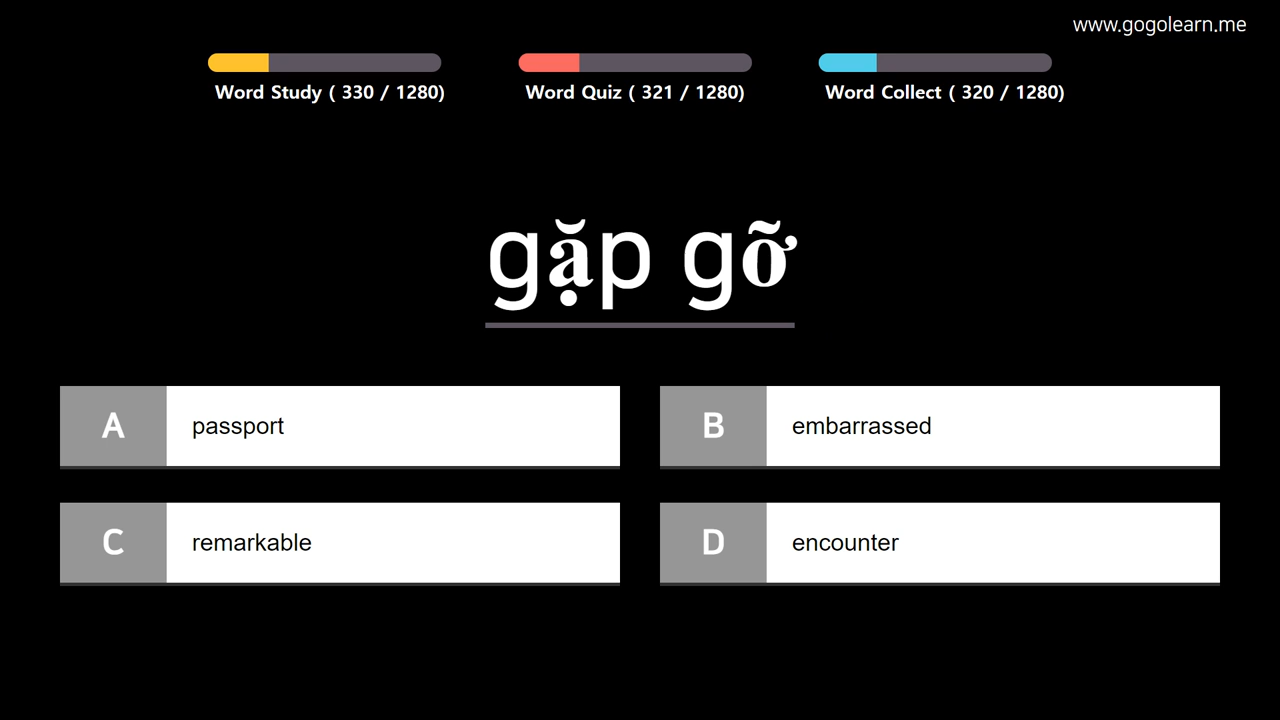 www.gogolearn.me
Word Study ( 330 / 1280)
Word Quiz ( 321 / 1280)
Word Collect ( 320 / 1280)
gặp gỡ
A passport
B embarrassed
C remarkable
D encounter